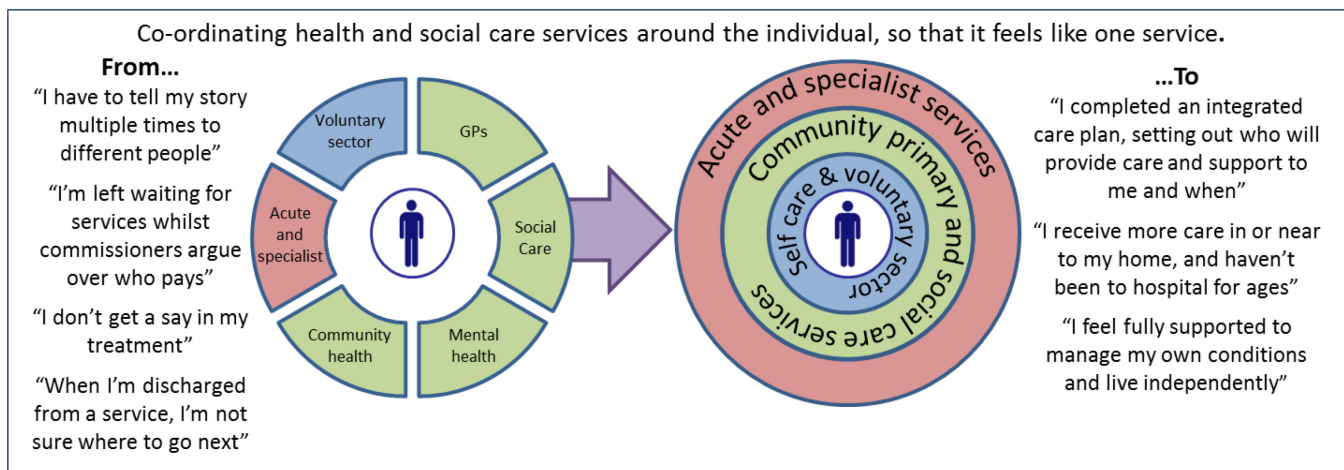 Co-ordinating health and social care services around the individual, so that it feels like one service.
From...
“I have to tell my story
multiple times to
different people”
“I’m left waiting for
services whilst
commissioners argue
over who pays”
“I don’t get a say in my
treatment”
“When I’m discharged
from a service, I’m not
sure where to go next”
Voluntary
sector
GPs
Acute
and
specialist
Social
Care
Community
health
Mental
health
Acute and specialist services
Community primary and social care services
Self care & voluntary sector
...To
“I completed an integrated
care plan, setting out who will
provide care and support to
me and when”
“I receive more care in or near
to my home, and haven’t
been to hospital for ages”
“I feel fully supported to
manage my own conditions
and live independently”